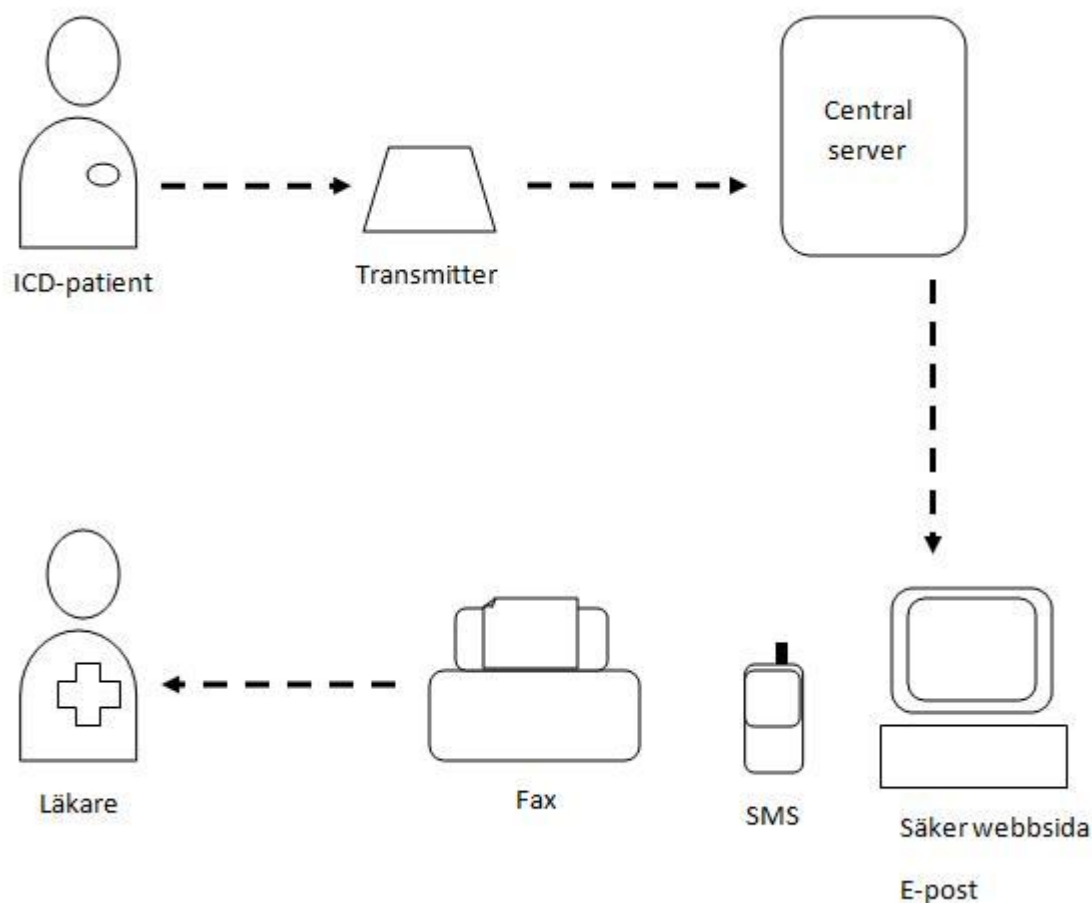 Central
server
ICD-patient
Transmitter
Läkare
Fax
SMS
Säker webbsida
E-post